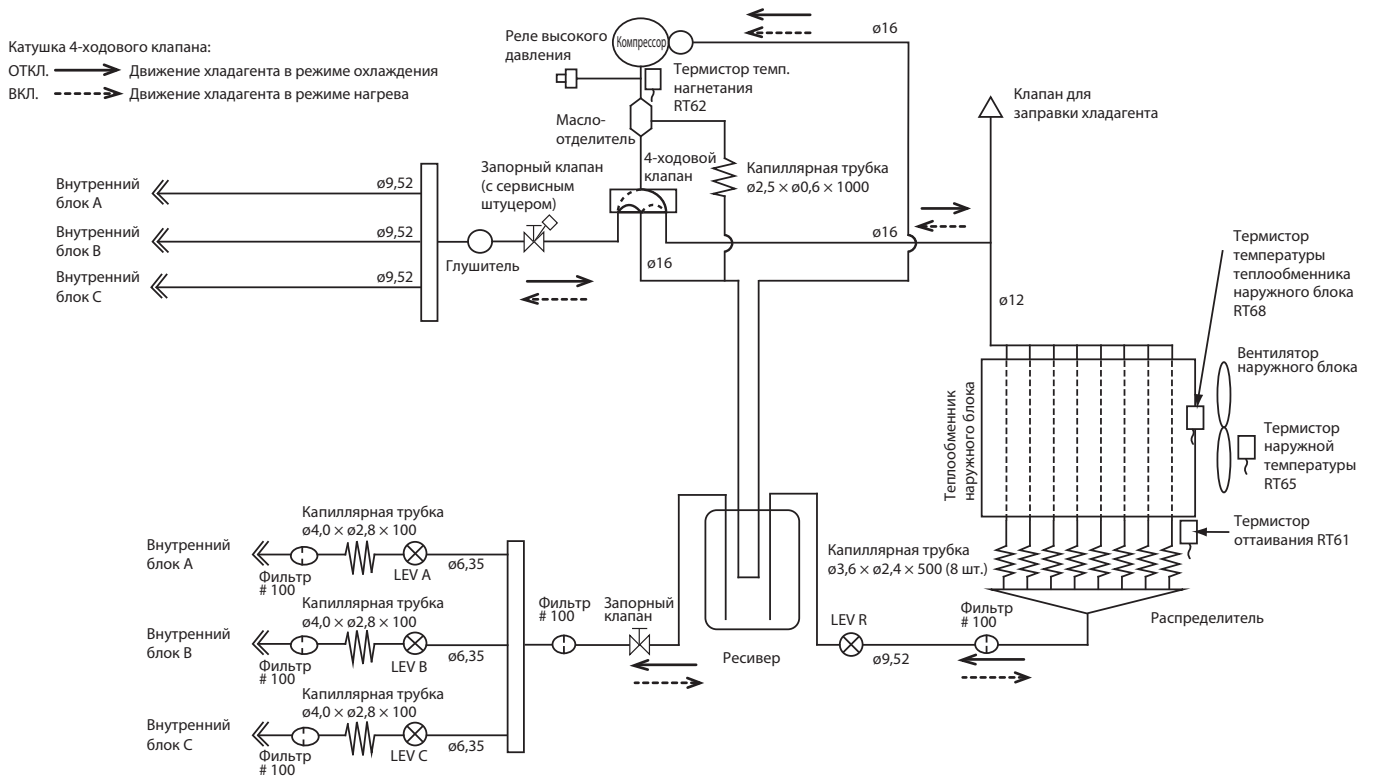 Катушка 4-ходового клапана:
ОТКЛ. Движение хладагента в режиме охлаждения
ВКЛ. Движение хладагента в режиме нагрева
Реле высокого
давления
Компрессор
ø16
Термистор темп.
нагнетания
RT62
Масло-
отделитель
4-ходовой
клапан
Капиллярная трубка
ø2,5 × ø0,6 × 1000
Клапан для
заправки хладагента
Внутренний
блок A
ø9,52
Внутренний
блок B
ø9,52
Внутренний
блок C
ø9,52
Запорный клапан
(с сервисным
штуцером)
Глушитель
ø16
ø16
ø12
Термистор
температуры
теплообменника
наружного блока
RT68
Вентилятор
наружного блока
Теплообменник
наружного блока
Термистор
наружной
температуры
RT65
Термистор
оттаивания RT61
Капиллярная трубка
ø3,6 × ø2,4 × 500 (8 шт.)
Распределитель
Фильтр
# 100
LEV R
ø9,52
Ресивер
Запорный
клапан
Фильтр
# 100
Капиллярная трубка
ø4,0 × ø2,8 × 100
Внутренний
блок A
Фильтр
# 100
LEV A
ø6,35
Капиллярная трубка
ø4,0 × ø2,8 × 100
Внутренний
блок B
Фильтр
# 100
LEV B
ø6,35
Капиллярная трубка
ø4,0 × ø2,8 × 100
Внутренний
блок C
Фильтр
# 100
LEV C
ø6,35